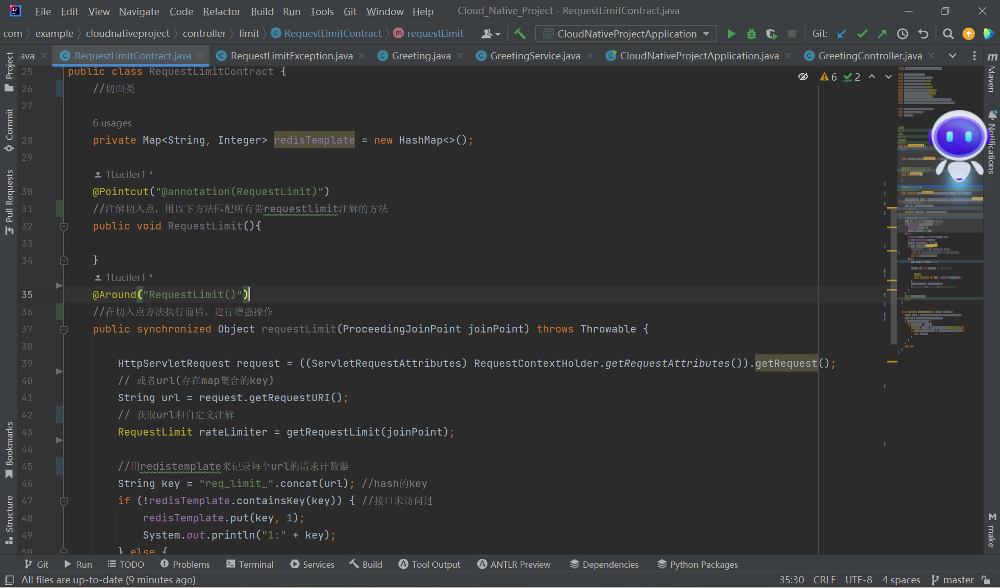 File Edit View Navigate Code Refactor Build Run Tools Git Window Help Cloud_Native_Project - RequestLimitContract.java
com example cloudnativeproject controller limit RequestLimitContract requestLimit CloudNativeProjectApplication Git:
java RequestLimitContract.java RequestLimitException.java Greeting.java GreetingService.java CloudNativeProjectApplication.java GreetingController.java
Project
Commit
Pull Requests
Bookmarks
Structure
25 public class RequestLimitContract {
26 //切面类
27
6 usages
28 private Map<String, Integer> redisTemplate = new HashMap<>();
29
1Lucifer1 *
30 @Pointcut("@annotation(RequestLimit)")
31 //注解切入点，用以下方法匹配所有带requestlimit注解的方法
32 public void RequestLimit(){
33
34 }
1Lucifer1 *
35 @Around("RequestLimit()")
36 //在切入点方法执行前后，进行增强操作
37 public synchronized Object requestLimit(ProceedingJoinPoint joinPoint) throws Throwable {
38
39 HttpServletRequest request = ((ServletRequestAttributes) RequestContextHolder.getRequestAttributes()).getRequest();
40 // 或者url(存在map集合的key)
41 String url = request.getRequestURI();
42 // 获取url和自定义注解
43 RequestLimit rateLimiter = getRequestLimit(joinPoint);
44
45 //用redistemplate来记录每个url的请求计数器
46 String key = "req_limit_".concat(url); //hash的key
47 if (!redisTemplate.containsKey(key)) { //接口未访问过
48 redisTemplate.put(key, 1);
49 System.out.println("1:" + key);
50 } else {
6 2
Maven
Notifications
make
Git Run TODO Problems Terminal Services Build Tool Output ANTLR Preview Dependencies Python Packages
All files are up-to-date (9 minutes ago) 35:30 CRLF UTF-8 4 spaces master